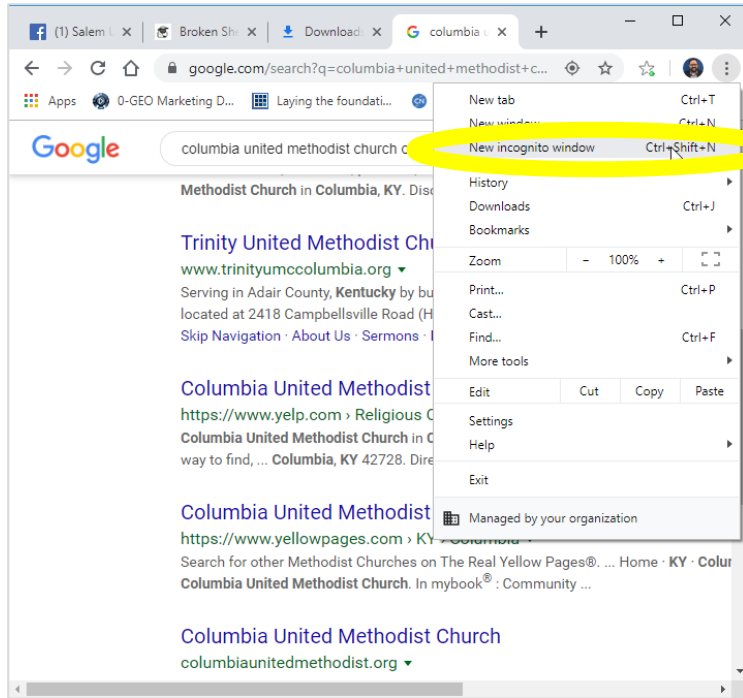 (1) Salem Broken Sh Download columbia u
google.com/search?q=columbia+united+methodist+c...
Apps 0-GEO Marketing D... Laying the foundati... CN
Google
columbia united methodist church c
Methodist Church in Columbia, KY. Disc
Trinity United Methodist Chu
www.trinityumccolumbia.org
Serving in Adair County, Kentucky by bu
located at 2418 Campbellsville Road (H
Skip Navigation · About Us · Sermons ·
Columbia United Methodist
https://www.yelp.com › Religious O
Columbia United Methodist Church in C
way to find, ... Columbia, KY 42728. Dire
Columbia United Methodist
https://www.yellowpages.com › KY › Columbia
Search for other Methodist Churches on The Real Yellow Pages®. ... Home · KY · Colum
Columbia United Methodist Church. In mybook® : Community ...
Columbia United Methodist Church
columbiaunitedmethodist.org
New tab Ctrl+T
New window Ctrl+N
New incognito window Ctrl+Shift+N
History
Downloads Ctrl+J
Bookmarks
Zoom - 100% +
Print... Ctrl+P
Cast...
Find... Ctrl+F
More tools
Edit Cut Copy Paste
Settings
Help
Exit
Managed by your organization